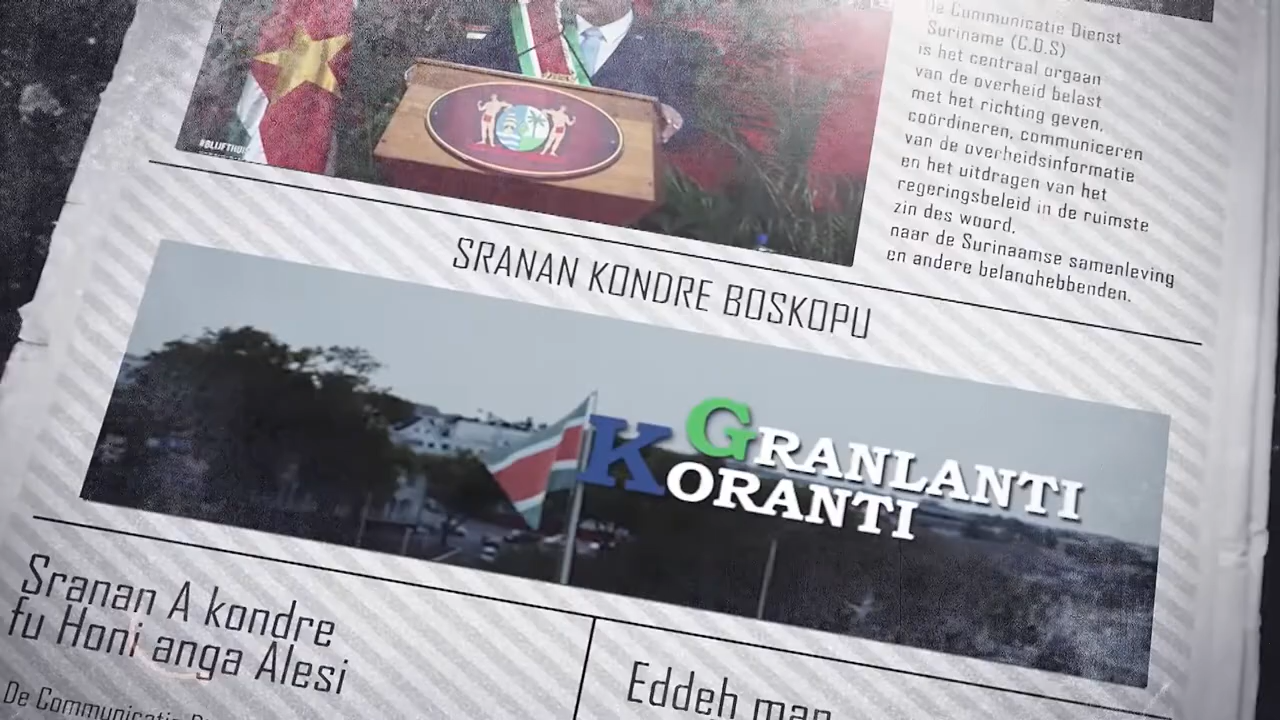 De Communicatie Dienst
Suriname (C.D.S)
is het centraal orgaan
van de overheid belast
met het richting geven,
coördineren, communiceren
van de overheidsinformatie
en het uitdragen van het
regeringsbeleid in de ruimste
zin des woord,
naar de Surinaamse samenleving
en andere belanghebbenden.
SRANAN KONDRE BOSKOPU
GRANLANTI
KORANTI
Sranan A kondre
fu Honi anga Alesi
De Communicatie
Eddeh man